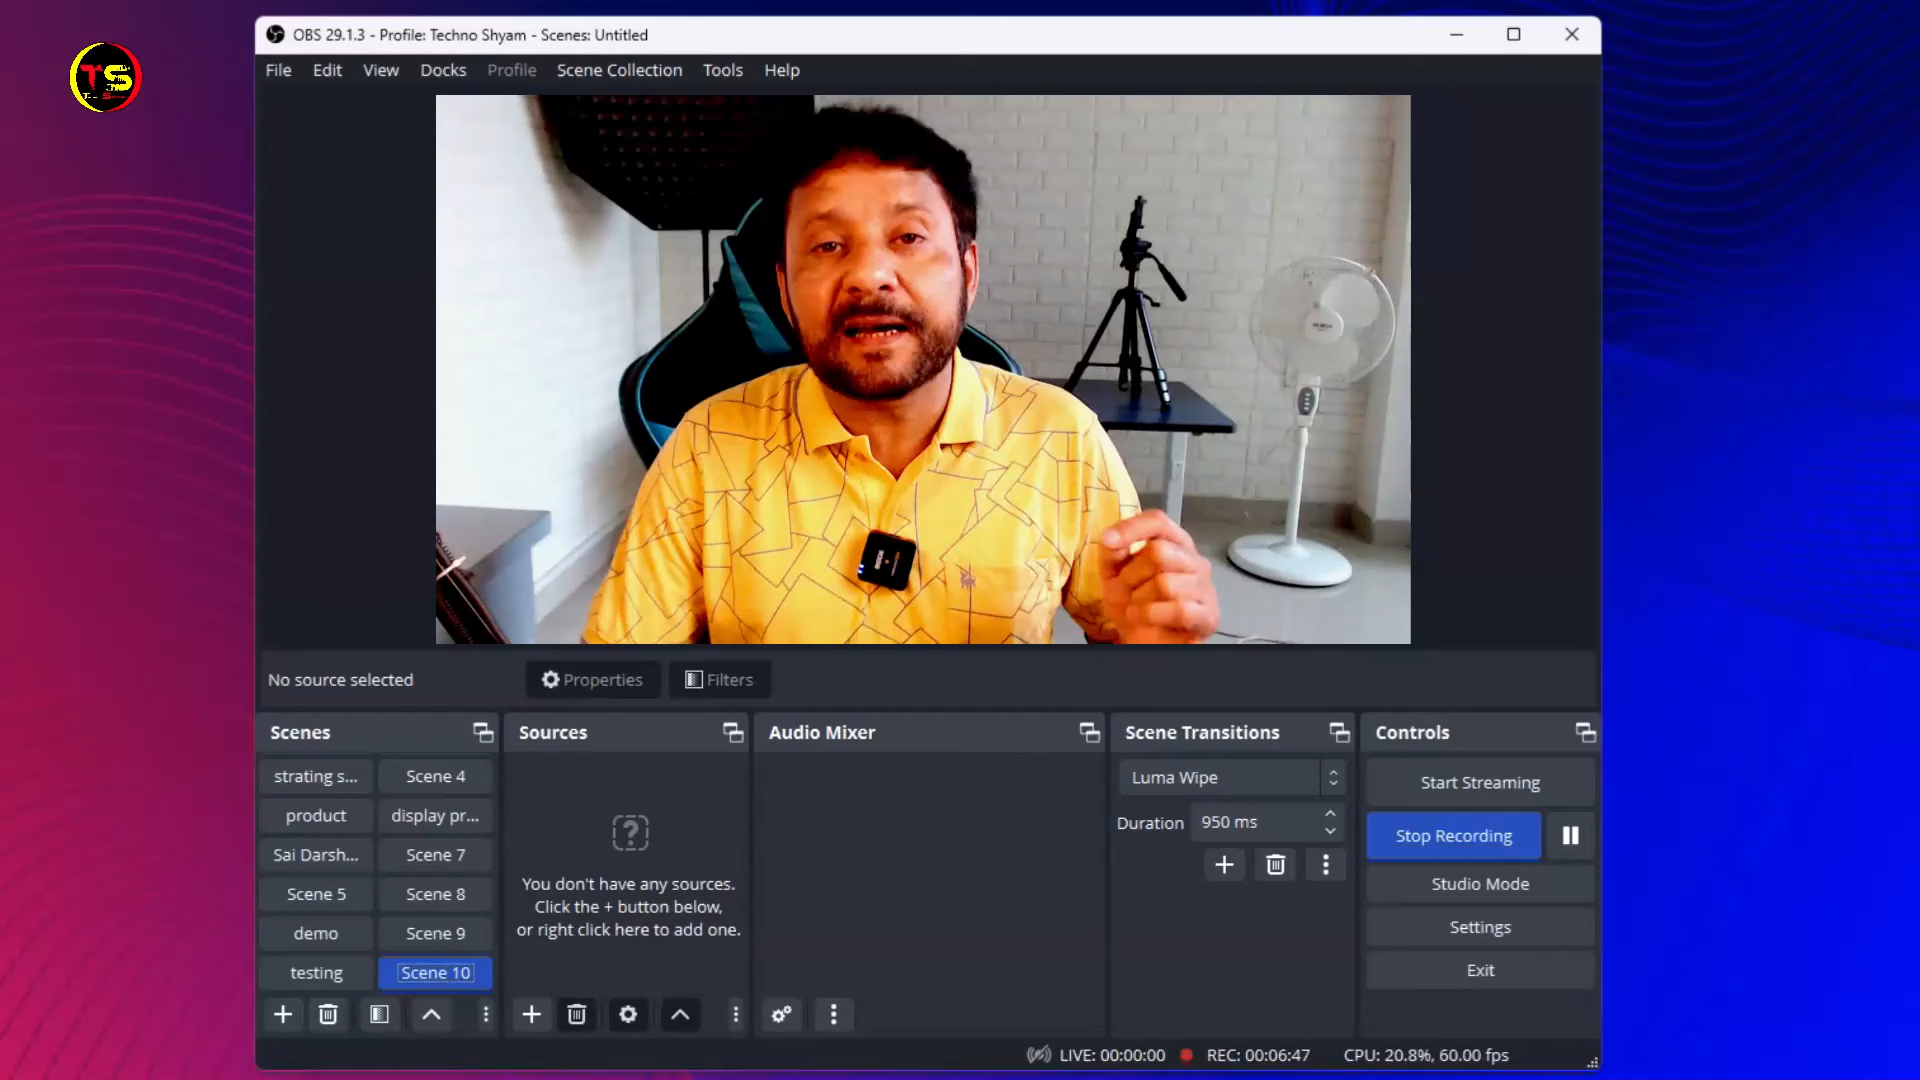 TS
OBS 29.1.3 - Profile: Techno Shyam - Scenes: Untitled
File Edit View Docks Profile Scene Collection Tools Help
No source selected
Properties
Filters
Scenes
strating s...
Scene 4
product
display pr...
Sai Darsh...
Scene 7
Scene 5
Scene 8
demo
Scene 9
testing
Scene 10
Sources
You don't have any sources.
Click the + button below,
or right click here to add one.
Audio Mixer
Scene Transitions
Luma Wipe
Duration 950 ms
Controls
Start Streaming
Stop Recording
Studio Mode
Settings
Exit
LIVE: 00:00:00 REC: 00:06:47 CPU: 20.8%, 60.00 fps